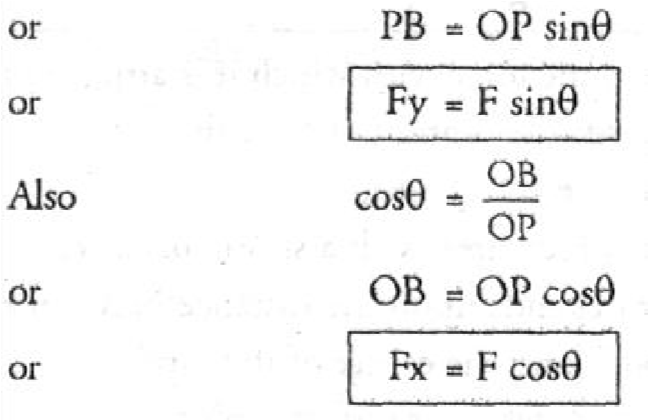 or PB = OP sinθ
or Fy = F sinθ
Also cosθ = OB/OP
or OB = OP cosθ
or Fx = F cosθ